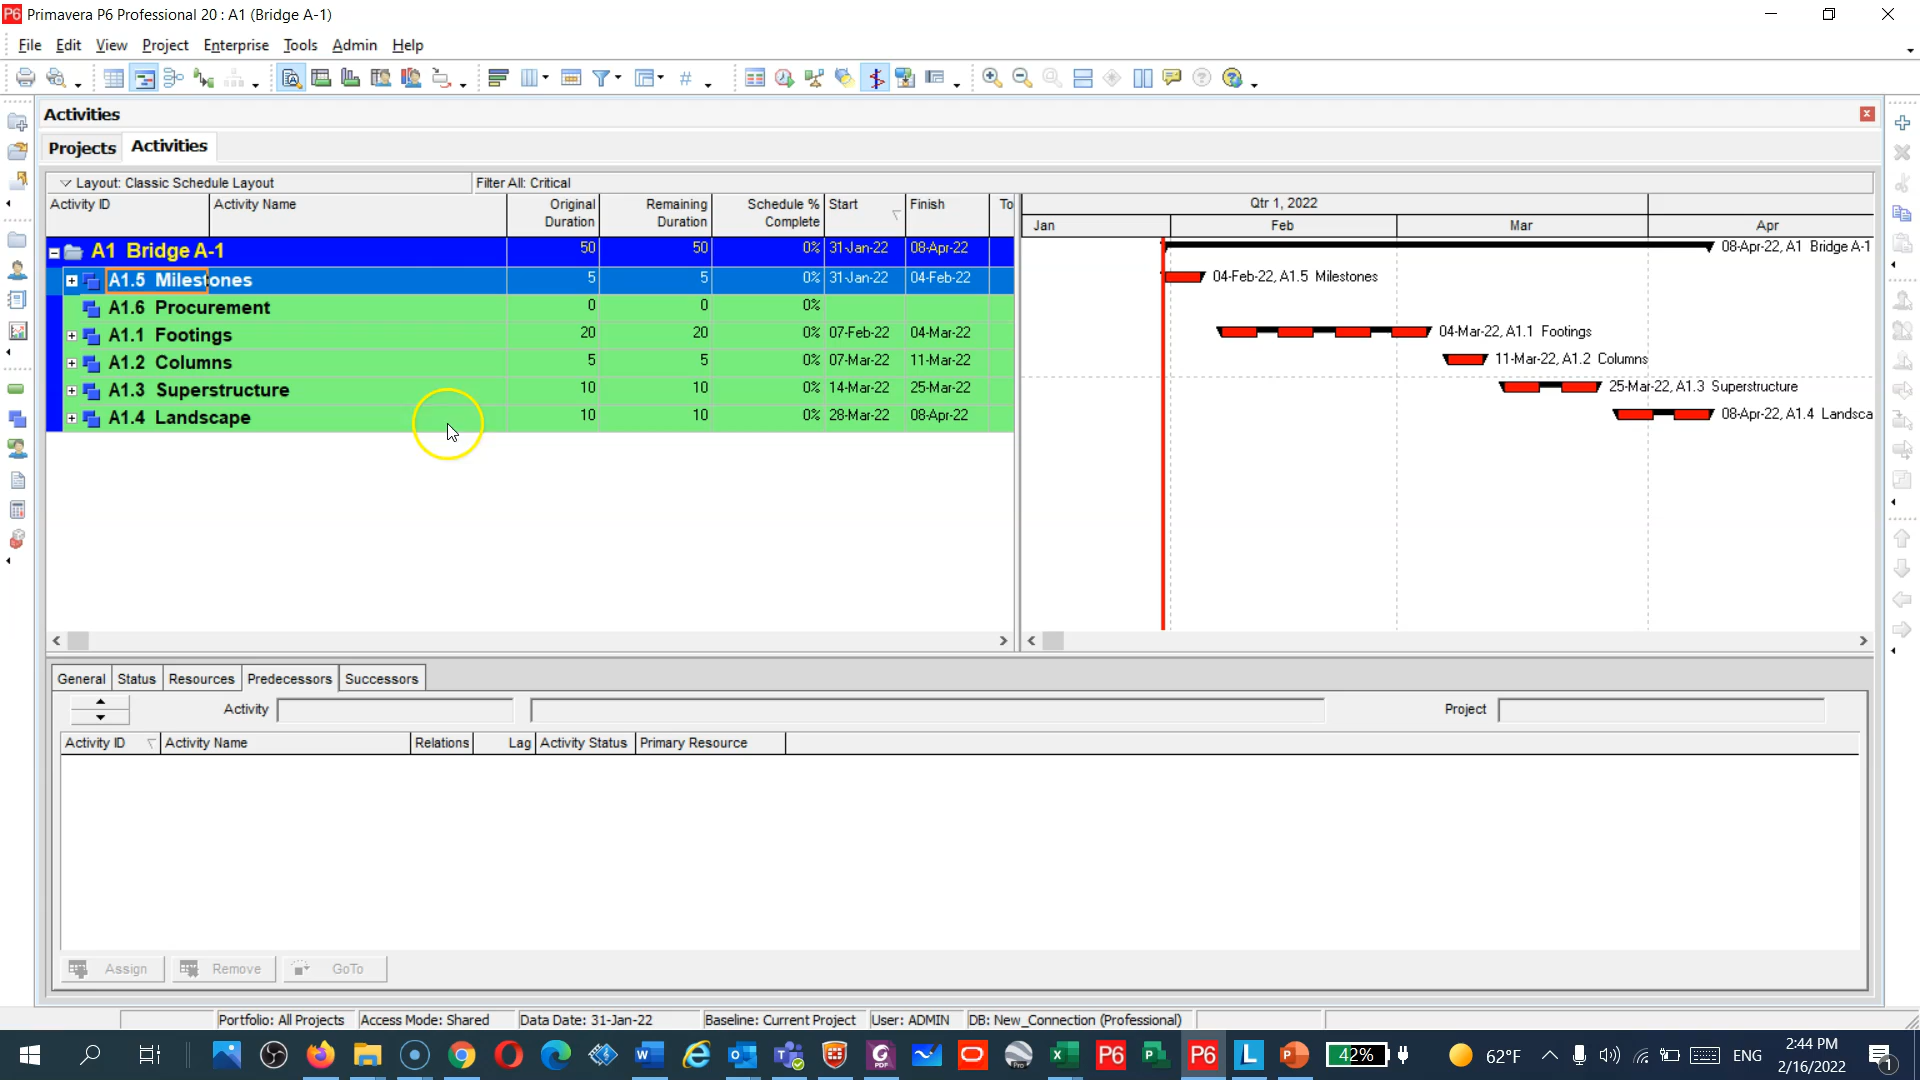 P6 Primavera P6 Professional 20 : A1 (Bridge A-1)
File Edit View Project Enterprise Tools Admin Help
Activities
Projects Activities
Layout: Classic Schedule Layout Filter All: Critical
Activity ID Activity Name Original Duration Remaining Duration Schedule % Complete Start Finish To
Qtr 1, 2022
Jan Feb Mar Apr
A1 Bridge A-1 50 50 0% 31-Jan-22 08-Apr-22 08-Apr-22, A1 Bridge A-1
A1.5 Milestones 5 5 0% 31-Jan-22 04-Feb-22 04-Feb-22, A1.5 Milestones
A1.6 Procurement 0 0 0%
A1.1 Footings 20 20 0% 07-Feb-22 04-Mar-22 04-Mar-22, A1.1 Footings
A1.2 Columns 5 5 0% 07-Mar-22 11-Mar-22 11-Mar-22, A1.2 Columns
A1.3 Superstructure 10 10 0% 14-Mar-22 25-Mar-22 25-Mar-22, A1.3 Superstructure
A1.4 Landscape 10 10 0% 28-Mar-22 08-Apr-22 08-Apr-22, A1.4 Landsca
General Status Resources Predecessors Successors
Activity Project
Activity ID Activity Name Relations Lag Activity Status Primary Resource
Assign Remove GoTo
Portfolio: All Projects Access Mode: Shared Data Date: 31-Jan-22 Baseline: Current Project User: ADMIN DB: New_Connection (Professional)
42% 62°F ENG 2:44 PM
2/16/2022 1